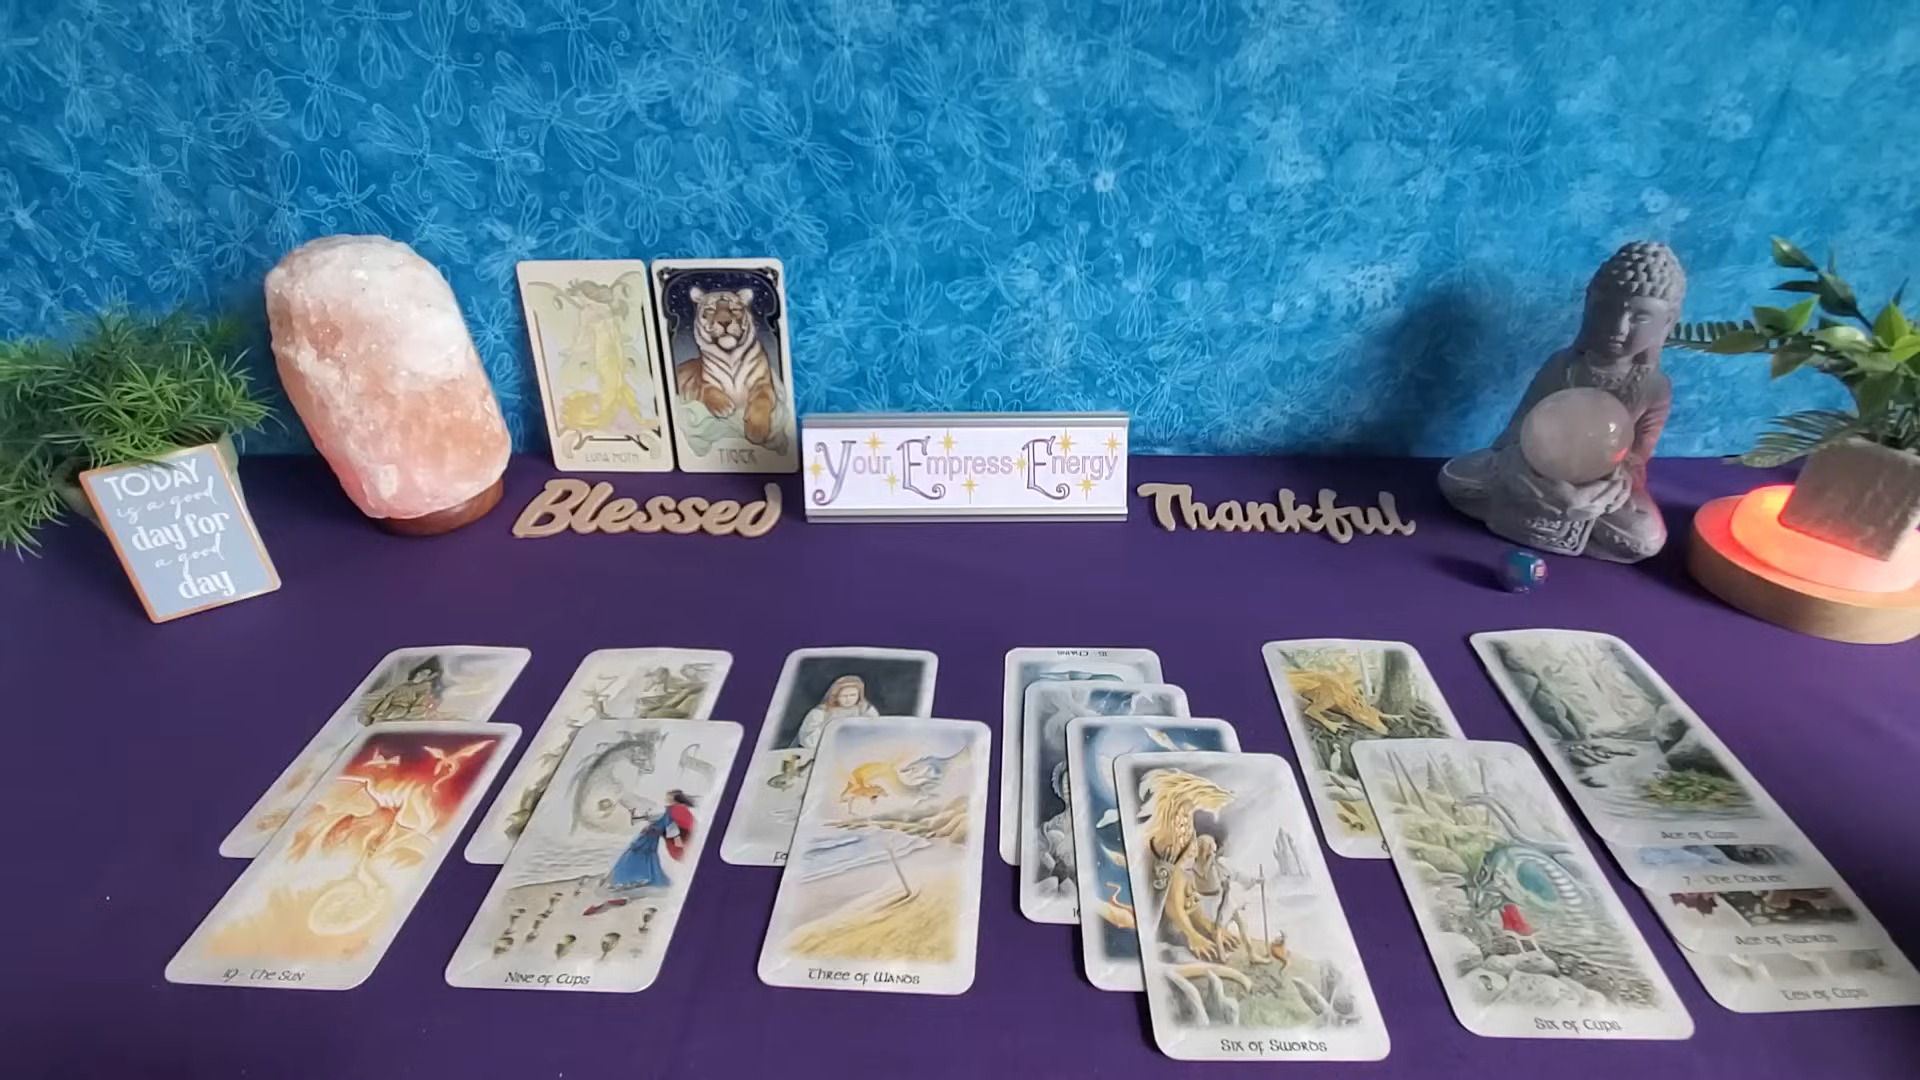 TODAY
is a good
day for
a good
day
LUNA MOTH
TIGER
Your Empress Energy
Blessed
Thankful
19 - The Sun
Nine of Cups
Three of Wands
Six of Swords
Six of Cups
Ace of Cups
7 - The Chariot
Ace of Swords
Ten of Cups